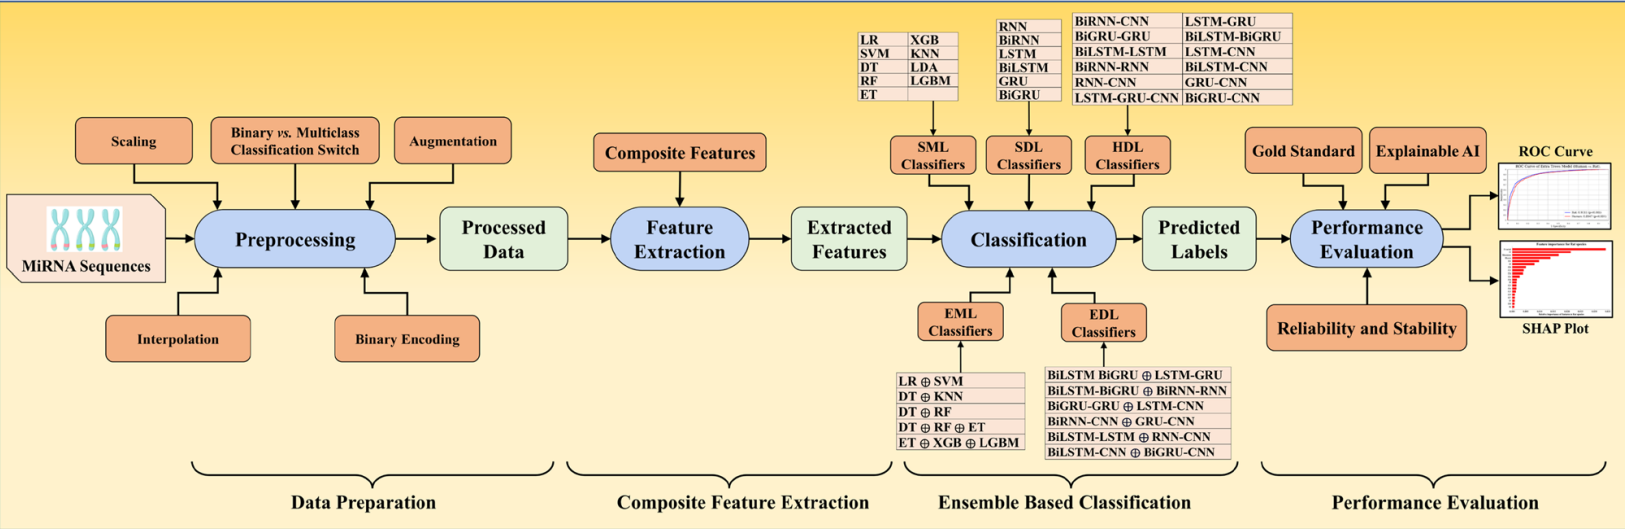 LR XGB
SVM KNN
DT LDA
RF LGBM
ET
RNN
BiRNN
LSTM
BiLSTM
GRU
BiGRU
BiRNN-CNN LSTM-GRU
BiGRU-GRU BiLSTM-BiGRU
BiLSTM-LSTM LSTM-CNN
BiRNN-RNN BiLSTM-CNN
RNN-CNN GRU-CNN
LSTM-GRU-CNN BiGRU-CNN
Scaling
Binary vs. Multiclass
Classification Switch
Augmentation
Composite Features
SML
Classifiers
SDL
Classifiers
HDL
Classifiers
Gold Standard
Explainable AI
ROC Curve
MiRNA Sequences
Preprocessing
Processed
Data
Feature
Extraction
Extracted
Features
Classification
Predicted
Labels
Performance
Evaluation
SHAP Plot
Interpolation
Binary Encoding
EML
Classifiers
EDL
Classifiers
Reliability and Stability
LR ⊕ SVM
DT ⊕ KNN
DT ⊕ RF
DT ⊕ RF ⊕ ET
ET ⊕ XGB ⊕ LGBM
BiLSTM BiGRU ⊕ LSTM-GRU
BiLSTM-BiGRU ⊕ BiRNN-RNN
BiGRU-GRU ⊕ LSTM-CNN
BiRNN-CNN ⊕ GRU-CNN
BiLSTM-LSTM ⊕ RNN-CNN
BiLSTM-CNN ⊕ BiGRU-CNN
Data Preparation
Composite Feature Extraction
Ensemble Based Classification
Performance Evaluation